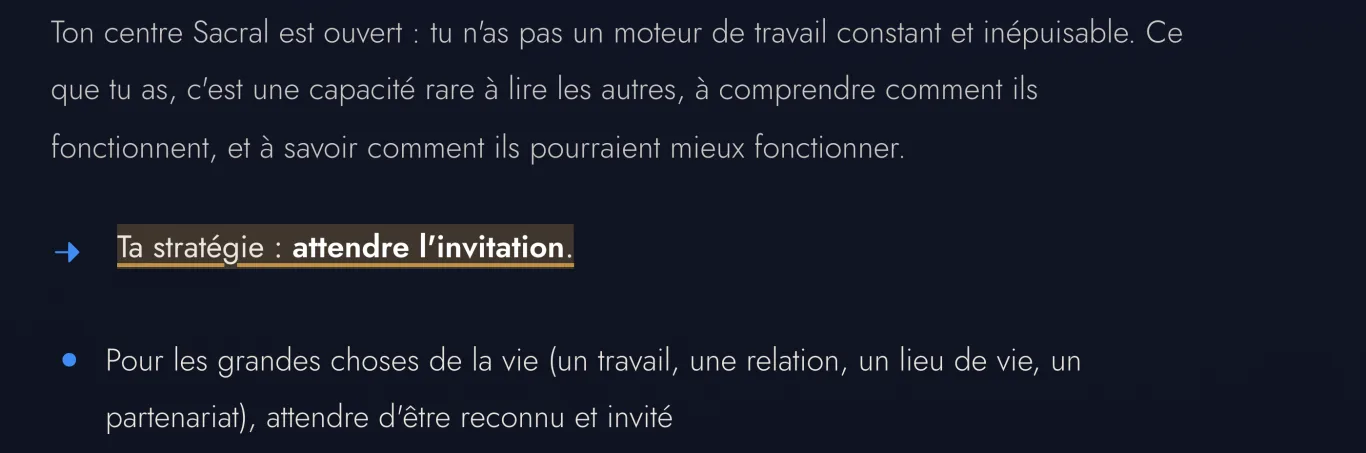 Ton centre Sacral est ouvert : tu n'as pas un moteur de travail constant et inépuisable. Ce
que tu as, c'est une capacité rare à lire les autres, à comprendre comment ils
fonctionnent, et à savoir comment ils pourraient mieux fonctionner.
Ta stratégie : attendre l'invitation.
Pour les grandes choses de la vie (un travail, une relation, un lieu de vie, un
partenariat), attendre d'être reconnu et invité